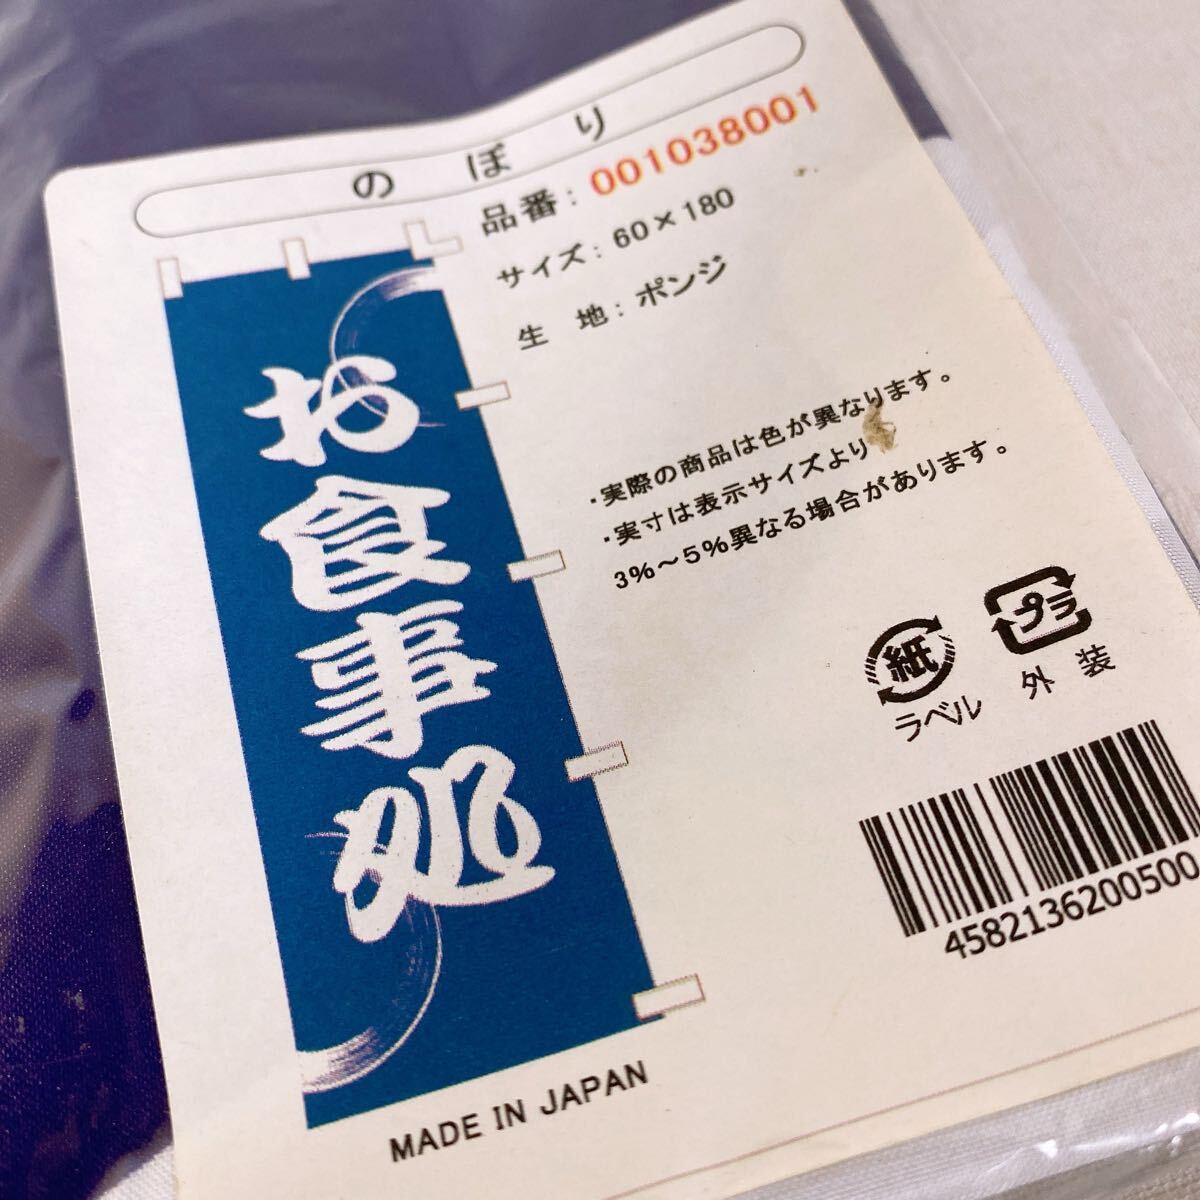 のぼり
品番：001038001
サイズ：60×180
生　地：ポンジ
お食事処
・実際の商品は色が異なります。
・実寸は表示サイズより
3%～5%異なる場合があります。
紙
ラベル
プラ
外装
4582136200500
MADE IN JAPAN